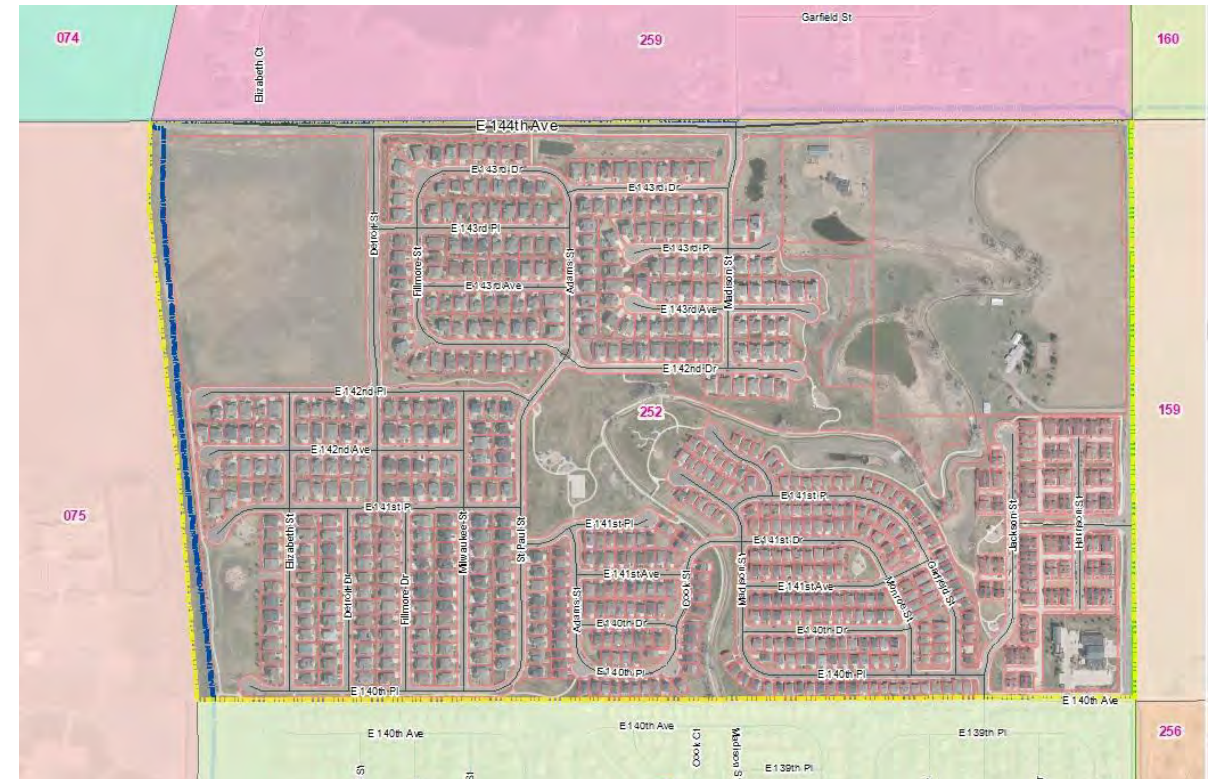 Garfield St
074
259
160
Elizabeth Ct
E 144th Ave
E 143rd Dr
E 143rd Dr
Detroit St
E 143rd Pl
Fillmore St
Adams St
E 143rd P
Madison St
E 143rd Ave
E 143rd Ave
E 142nd Dr
E 142nd Pl
252
159
E 142nd Ave
E 141st P
E 141st P
075
Elizabeth St
Milwaukee St
St Paul St
E 141st Pl
Jackson St
Harrison St
E 141st Dr
Detroit Pl
Fillmore Dr
E 141st Ave
Cook St
Madison St
E 141st Ave
Monroe St
Garfield St
Adams St
E 140th Dr
E 140th Dr
E 140th Pl
E 140th Pl
E 140th Pl
E 140th Ave
E 140th Ave
E 140th Ave
Cook Ct
Madison S
E 139th Pl
256
E 139th Pl
St
St